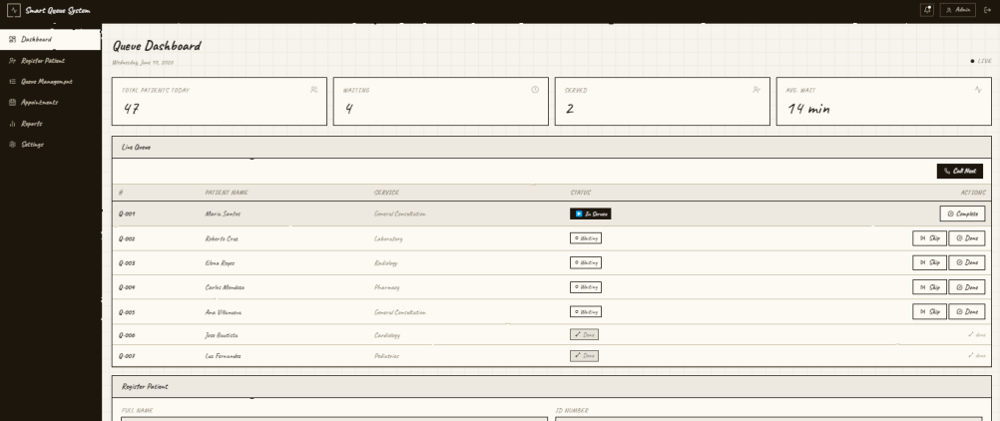 Smart Queue System
Admin
Dashboard
Register Patient
Queue Management
Appointments
Reports
Settings
Queue Dashboard
Wednesday, June 10, 2026
LIVE
TOTAL PATIENTS TODAY
47
WAITING
4
SERVED
2
AVG. WAIT
14 min
Live Queue
Call Next
# PATIENT NAME SERVICE STATUS ACTIONS
Q-001 Maria Santos General Consultation In Service Complete
Q-002 Roberto Cruz Laboratory Waiting Skip Done
Q-003 Elena Reyes Radiology Waiting Skip Done
Q-004 Carlos Mendoza Pharmacy Waiting Skip Done
Q-005 Ana Villanueva General Consultation Waiting Skip Done
Q-006 Jose Bautista Cardiology Done done
Q-007 Luz Fernandez Pediatrics Done done
Register Patient
FULL NAME
ID NUMBER